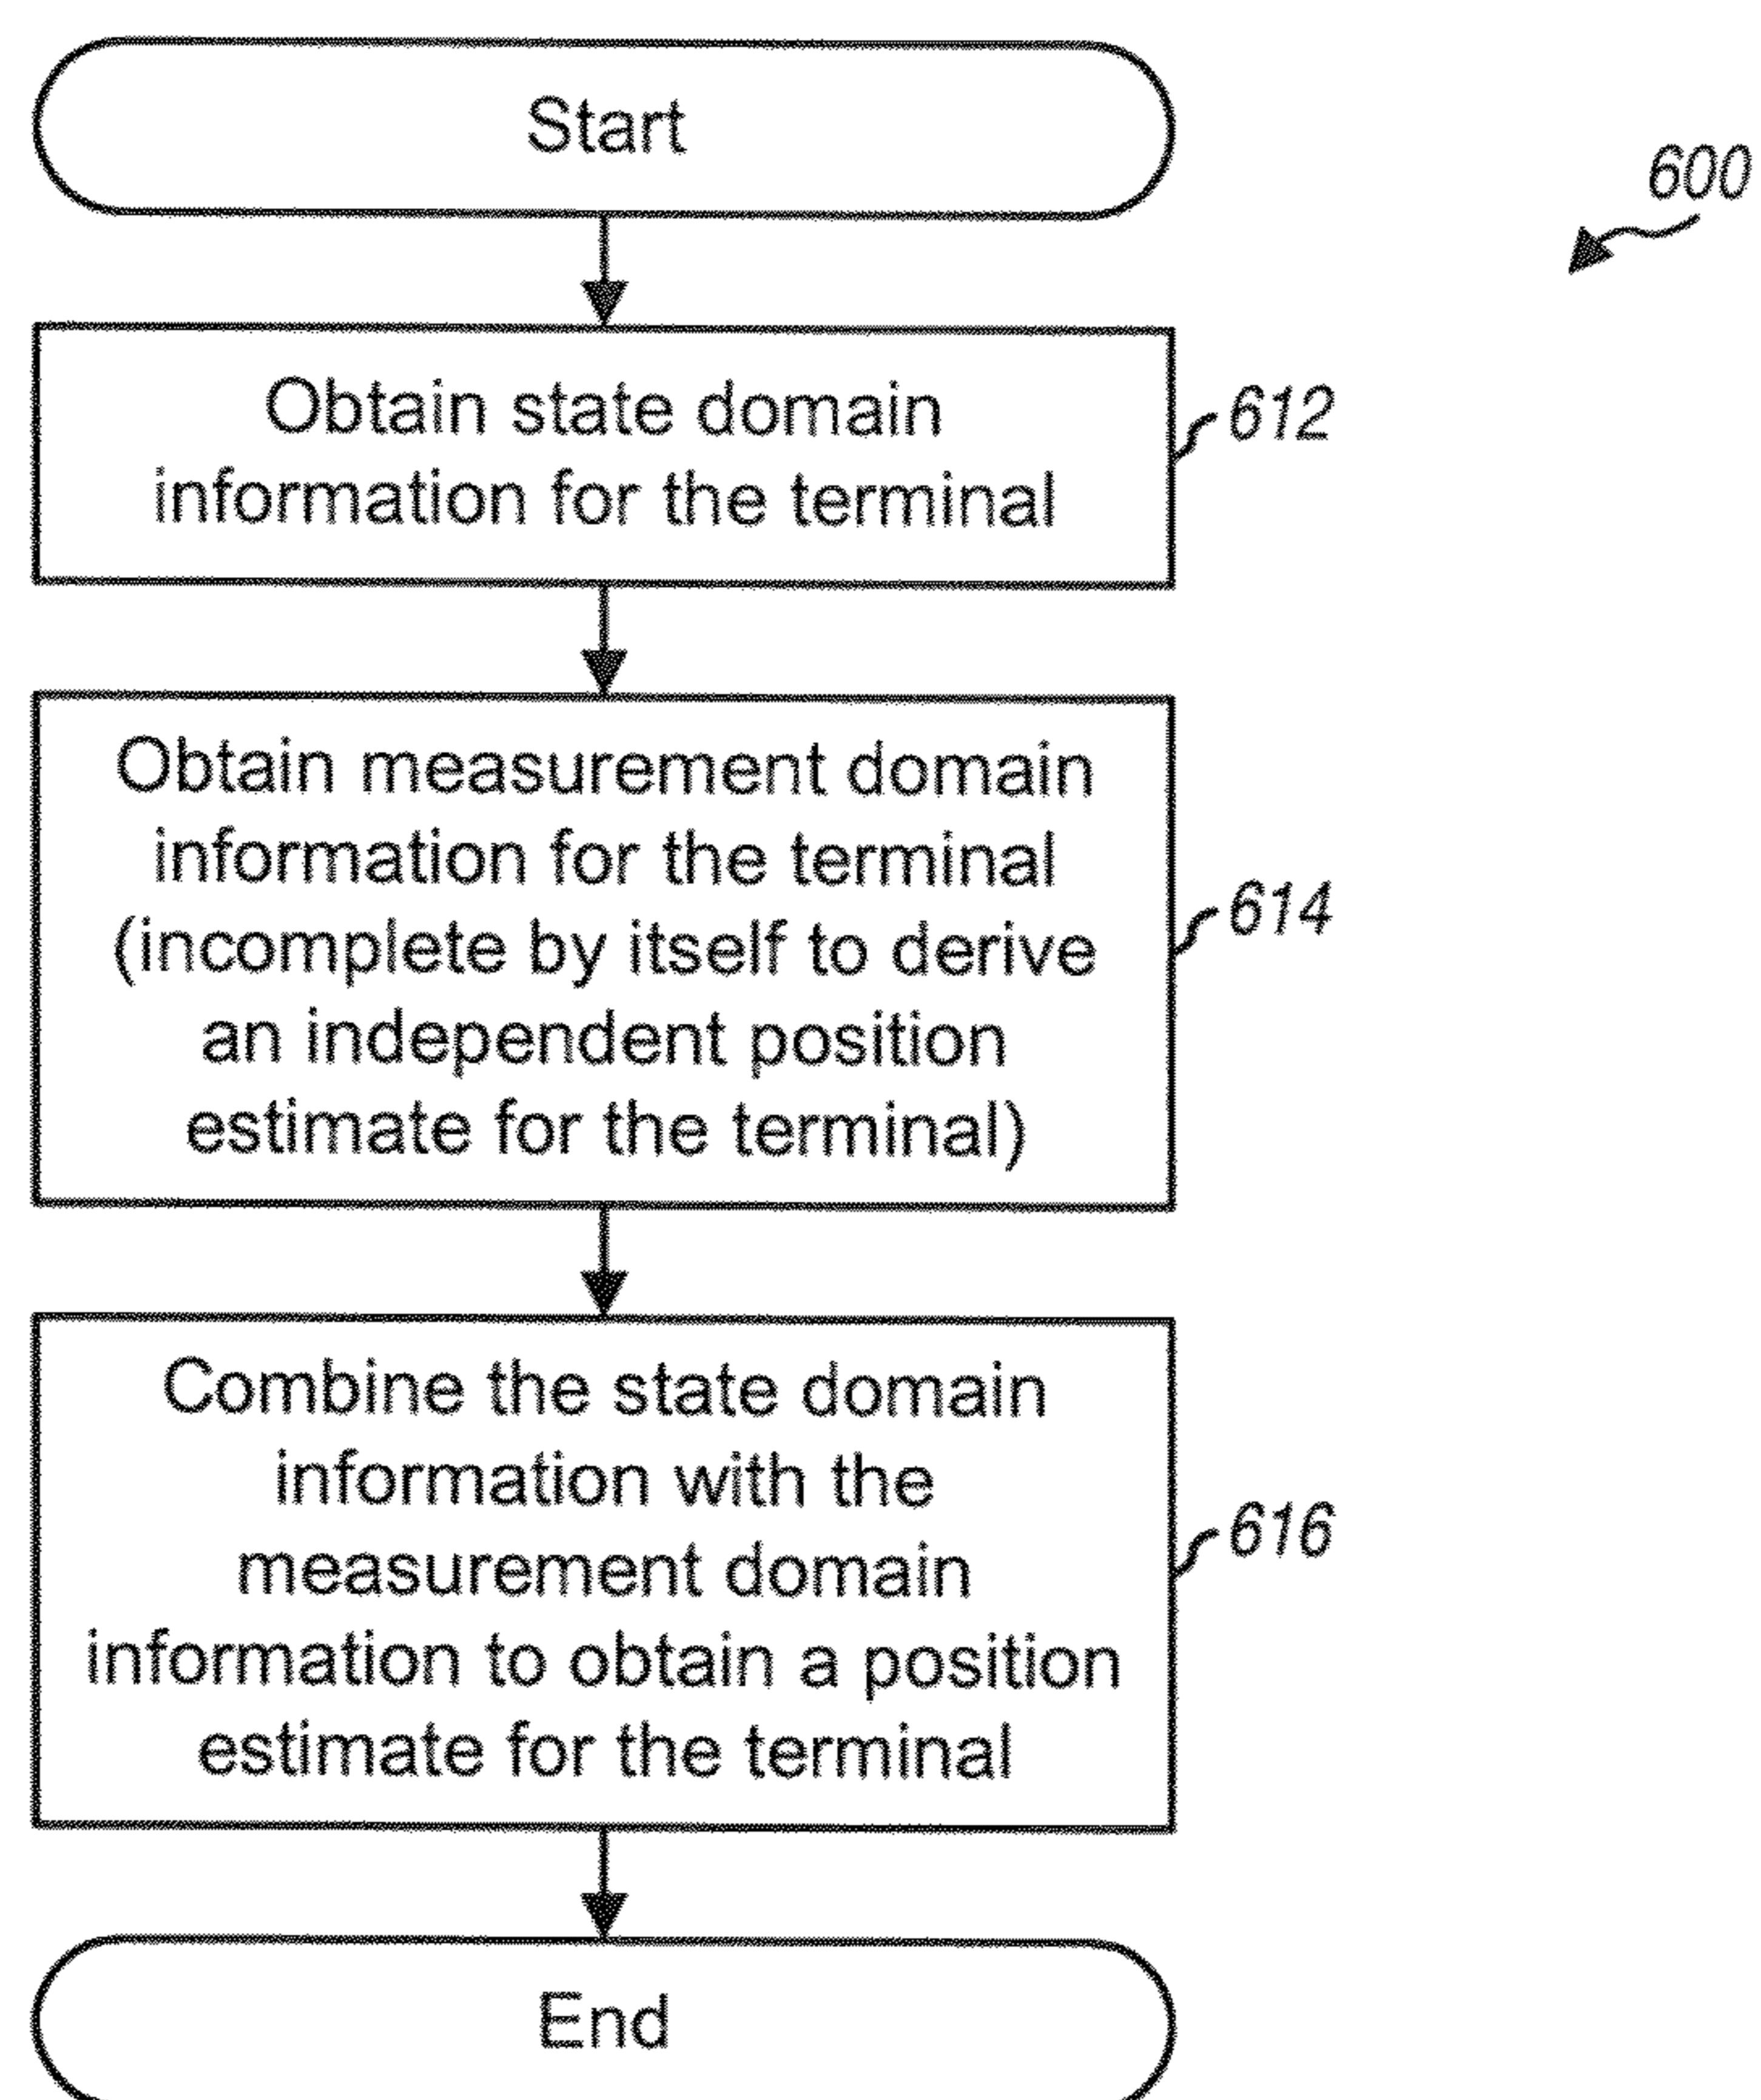 Start
600
Obtain state domain
information for the terminal
612
Obtain measurement domain
information for the terminal
(incomplete by itself to derive
an independent position
estimate for the terminal)
614
Combine the state domain
information with the
measurement domain
information to obtain a position
estimate for the terminal
616
End